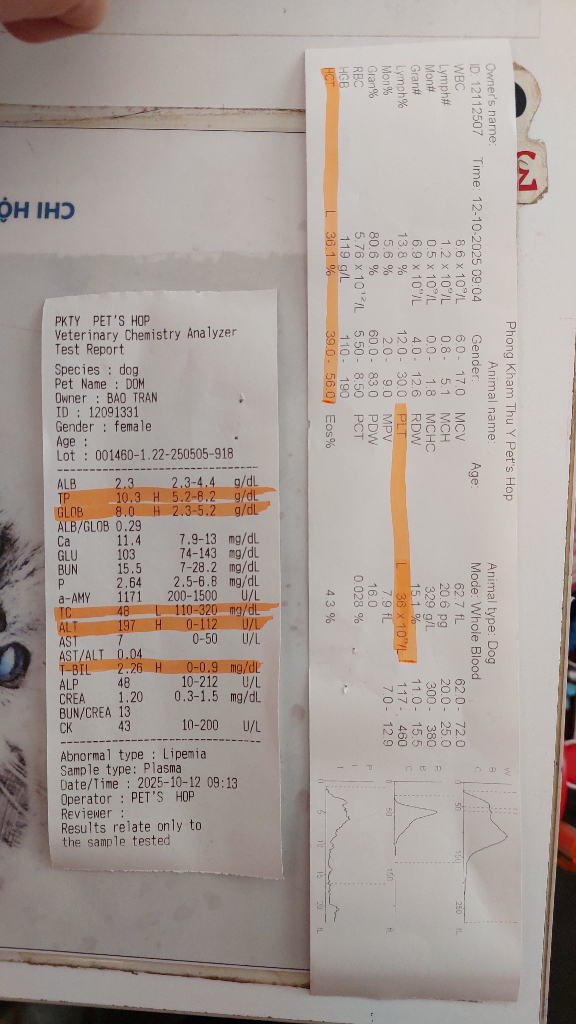 CHI HỘ
PKTY PET'S HOP
Veterinary Chemistry Analyzer
Test Report
Species : dog
Pet Name : DOM
Owner : BAO TRAN
ID : 12091331
Gender : female
Age :
Lot : 001460-1.22-250505-918
ALB 2.3 2.3-4.4 g/dL
TP 10.3 H 5.2-8.2 g/dL
GLOB 8.0 H 2.3-5.2 g/dL
ALB/GLOB 0.29
Ca 11.4 7.9-13 mg/dL
GLU 103 74-143 mg/dL
BUN 15.5 7-28.2 mg/dL
P 2.64 2.5-6.8 mg/dL
a-AMY 1171 200-1500 U/L
TC 48 L 110-320 mg/dL
ALT 197 H 0-112 U/L
AST 7 0-50 U/L
AST/ALT 0.04
T-BIL 2.26 H 0-0.9 mg/dL
ALP 48 10-212 U/L
CREA 1.20 0.3-1.5 mg/dL
BUN/CREA 13
CK 43 10-200 U/L
Abnormal type : Lipemia
Sample type: Plasma
Date/Time : 2025-10-12 09:13
Operator : PET'S HOP
Reviewer :
Results relate only to
the sample tested
Phong Kham Thu Y Pet's Hop
Owner's name: Animal name: Animal type: Dog
ID: 12112507 Time: 12-10-2025 09:04 Gender: Age: Mode: Whole Blood
WBC 8.6 x 10⁹/L 6.0 - 17.0 MCV 62.7 fL 62.0 - 72.0
Lymph# 1.2 x 10⁹/L 0.8 - 5.1 MCH 20.6 pg 20.0 - 25.0
Mon# 0.5 x 10⁹/L 0.0 - 1.8 MCHC 329 g/L 300 - 380
Gran# 6.9 x 10⁹/L 4.0 - 12.6 RDW 15.1 % 11.0 - 15.5
Lymph% 13.8 % 12.0 - 30.0 PLT L 36 x 10⁹/L 117 - 460
Mon% 5.6 % 2.0 - 9.0 MPV 7.9 fL 7.0 - 12.9
Gran% 80.6 % 60.0 - 83.0 PDW 16.0
RBC 5.76 x 10¹²/L 5.50 - 8.50 PCT 0.028 %
HGB 119 g/L 110 - 190
HCT L 36.1 % 39.0 - 56.0 Eos% 4.3 %
WBC
50 150 250 fL
RBC
50 150 fL